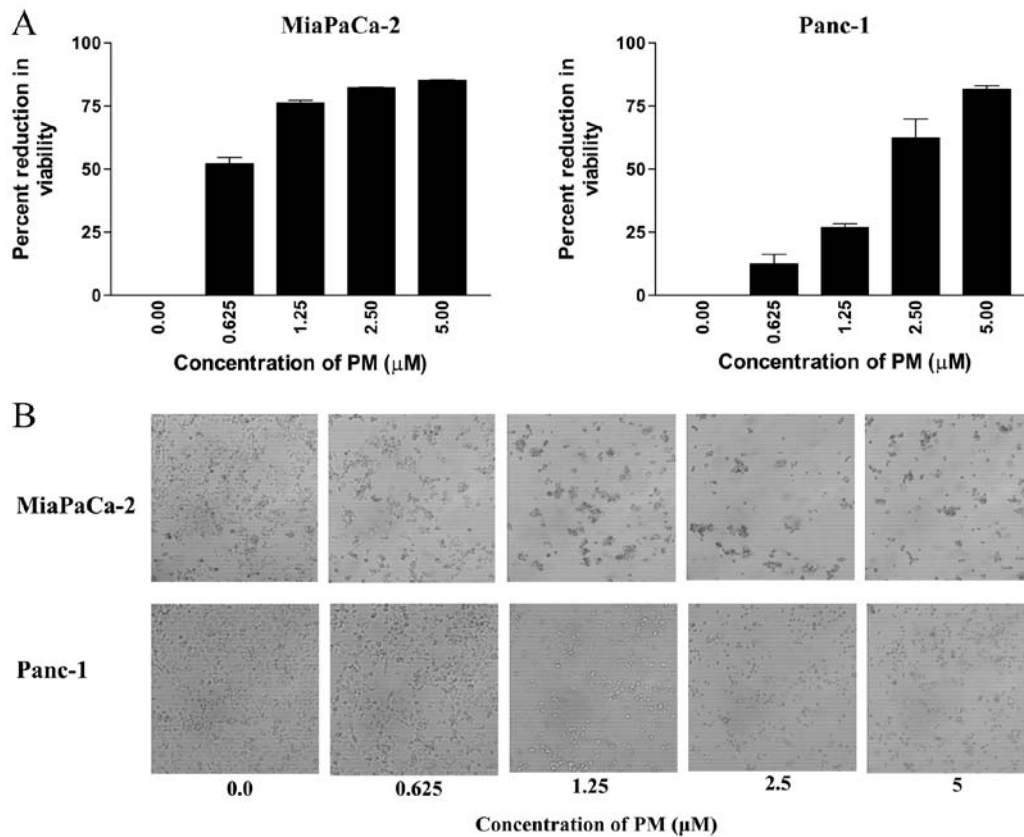 A
MiaPaCa-2
Percent reduction in
viability
100
75
50
25
0
0.00
0.625
1.25
2.50
5.00
Concentration of PM (μM)
Panc-1
Percent reduction in
viability
100
75
50
25
0
0.00
0.625
1.25
2.50
5.00
Concentration of PM (μM)
B
MiaPaCa-2
Panc-1
0.0
0.625
1.25
2.5
5
Concentration of PM (μM)